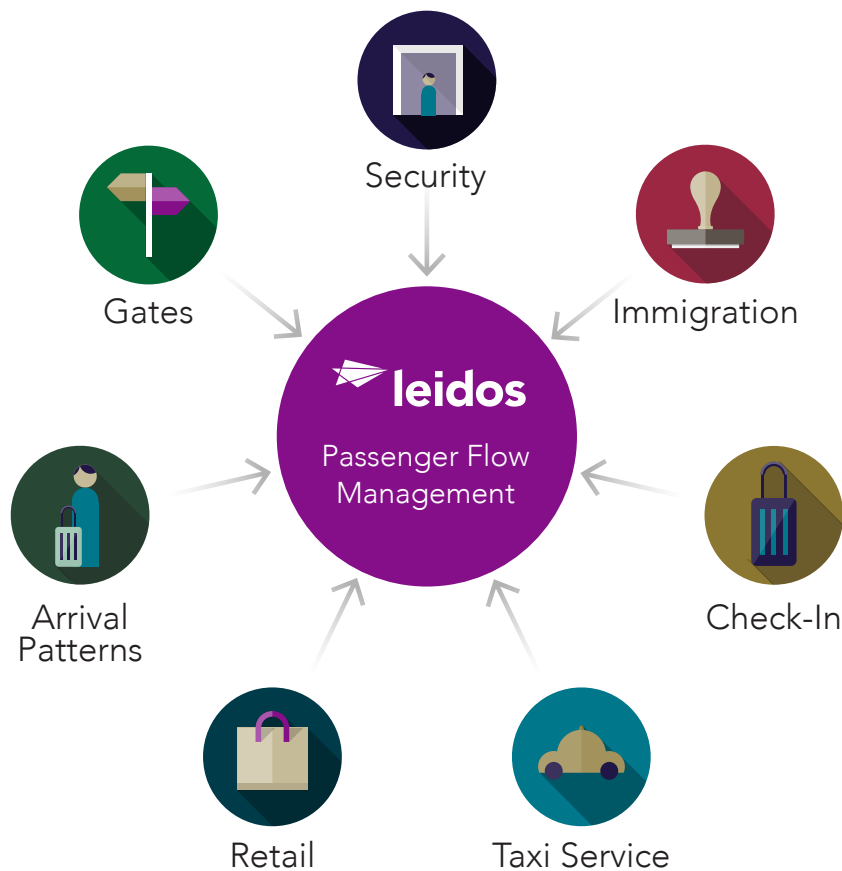 Security
Gates
Immigration
leidos
Passenger Flow
Management
Arrival
Patterns
Check-In
Retail
Taxi Service